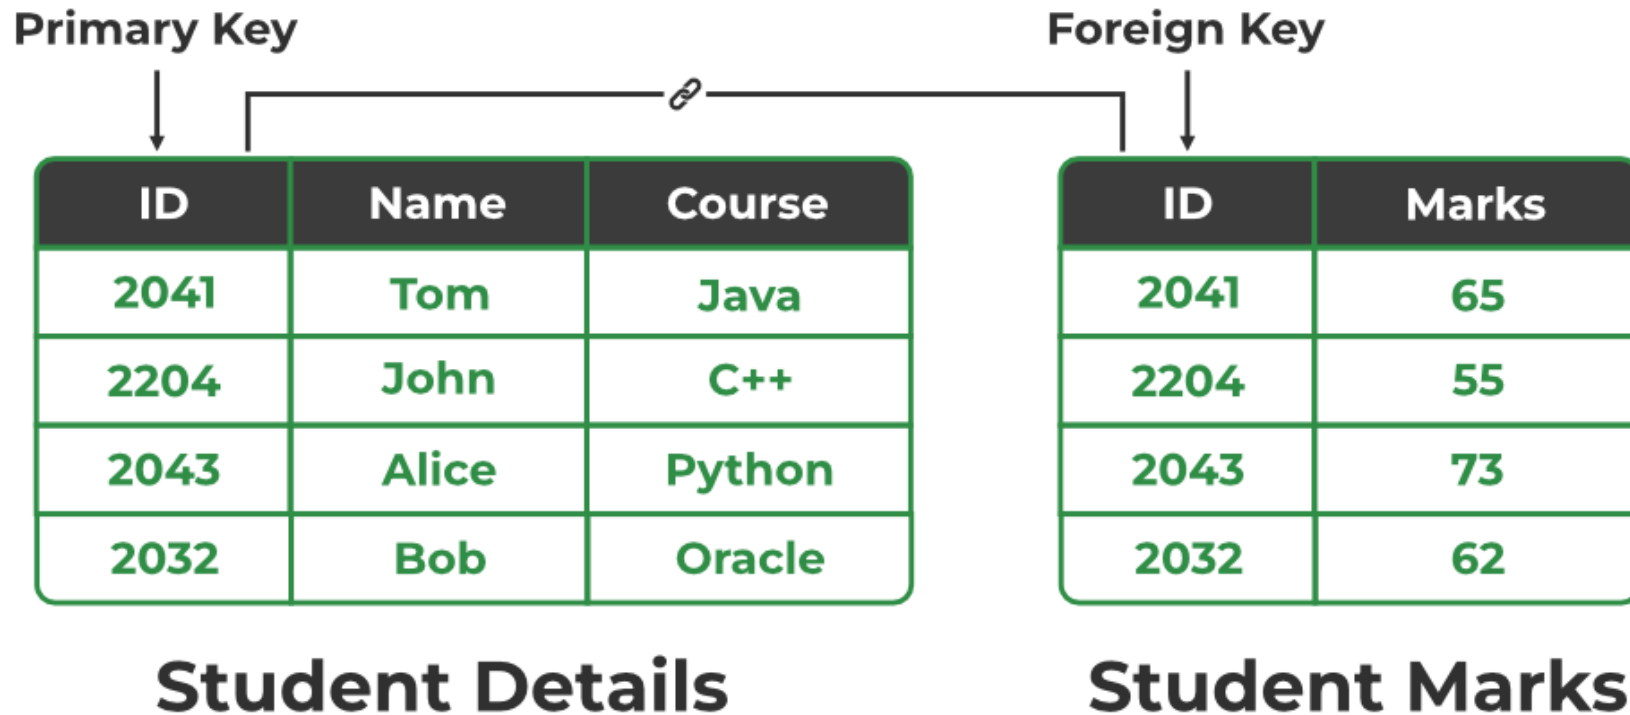 Primary Key
Foreign Key
ID Name Course
2041 Tom Java
2204 John C++
2043 Alice Python
2032 Bob Oracle
Student Details
ID Marks
2041 65
2204 55
2043 73
2032 62
Student Marks